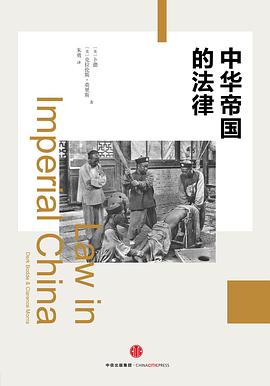 中华帝国的法律
〔美〕卜德
〔美〕克拉伦斯·莫里斯 著
朱勇 译
Law in
Imperial China
Derk Bodde & Clarence Morris
中信出版集团·CHINACITICPRESS